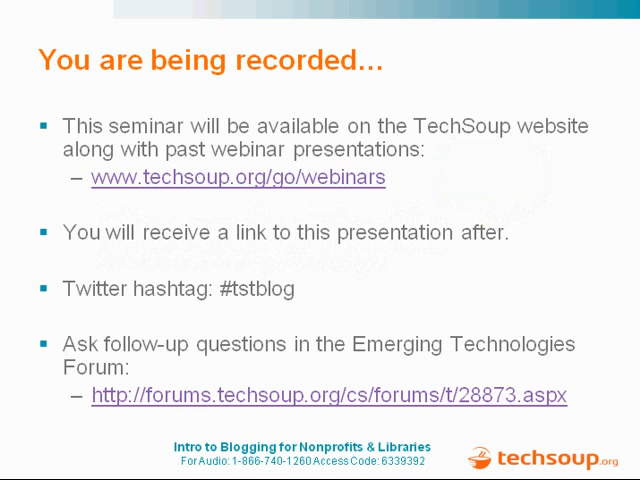 You are being recorded...
This seminar will be available on the TechSoup website
along with past webinar presentations:
– www.techsoup.org/go/webinars
You will receive a link to this presentation after.
Twitter hashtag: #tstblog
Ask follow-up questions in the Emerging Technologies
Forum:
– http://forums.techsoup.org/cs/forums/t/28873.aspx
Intro to Blogging for Nonprofits & Libraries
For Audio: 1-866-740-1260 Access Code: 6339392
techsoup.org